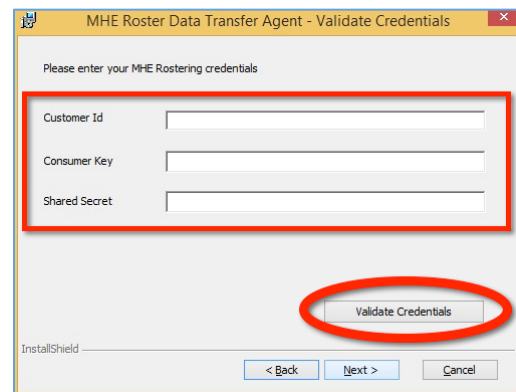 MHE Roster Data Transfer Agent - Validate Credentials
Please enter your MHE Rostering credentials
Customer Id
Consumer Key
Shared Secret
Validate Credentials
InstallShield
< Back Next > Cancel